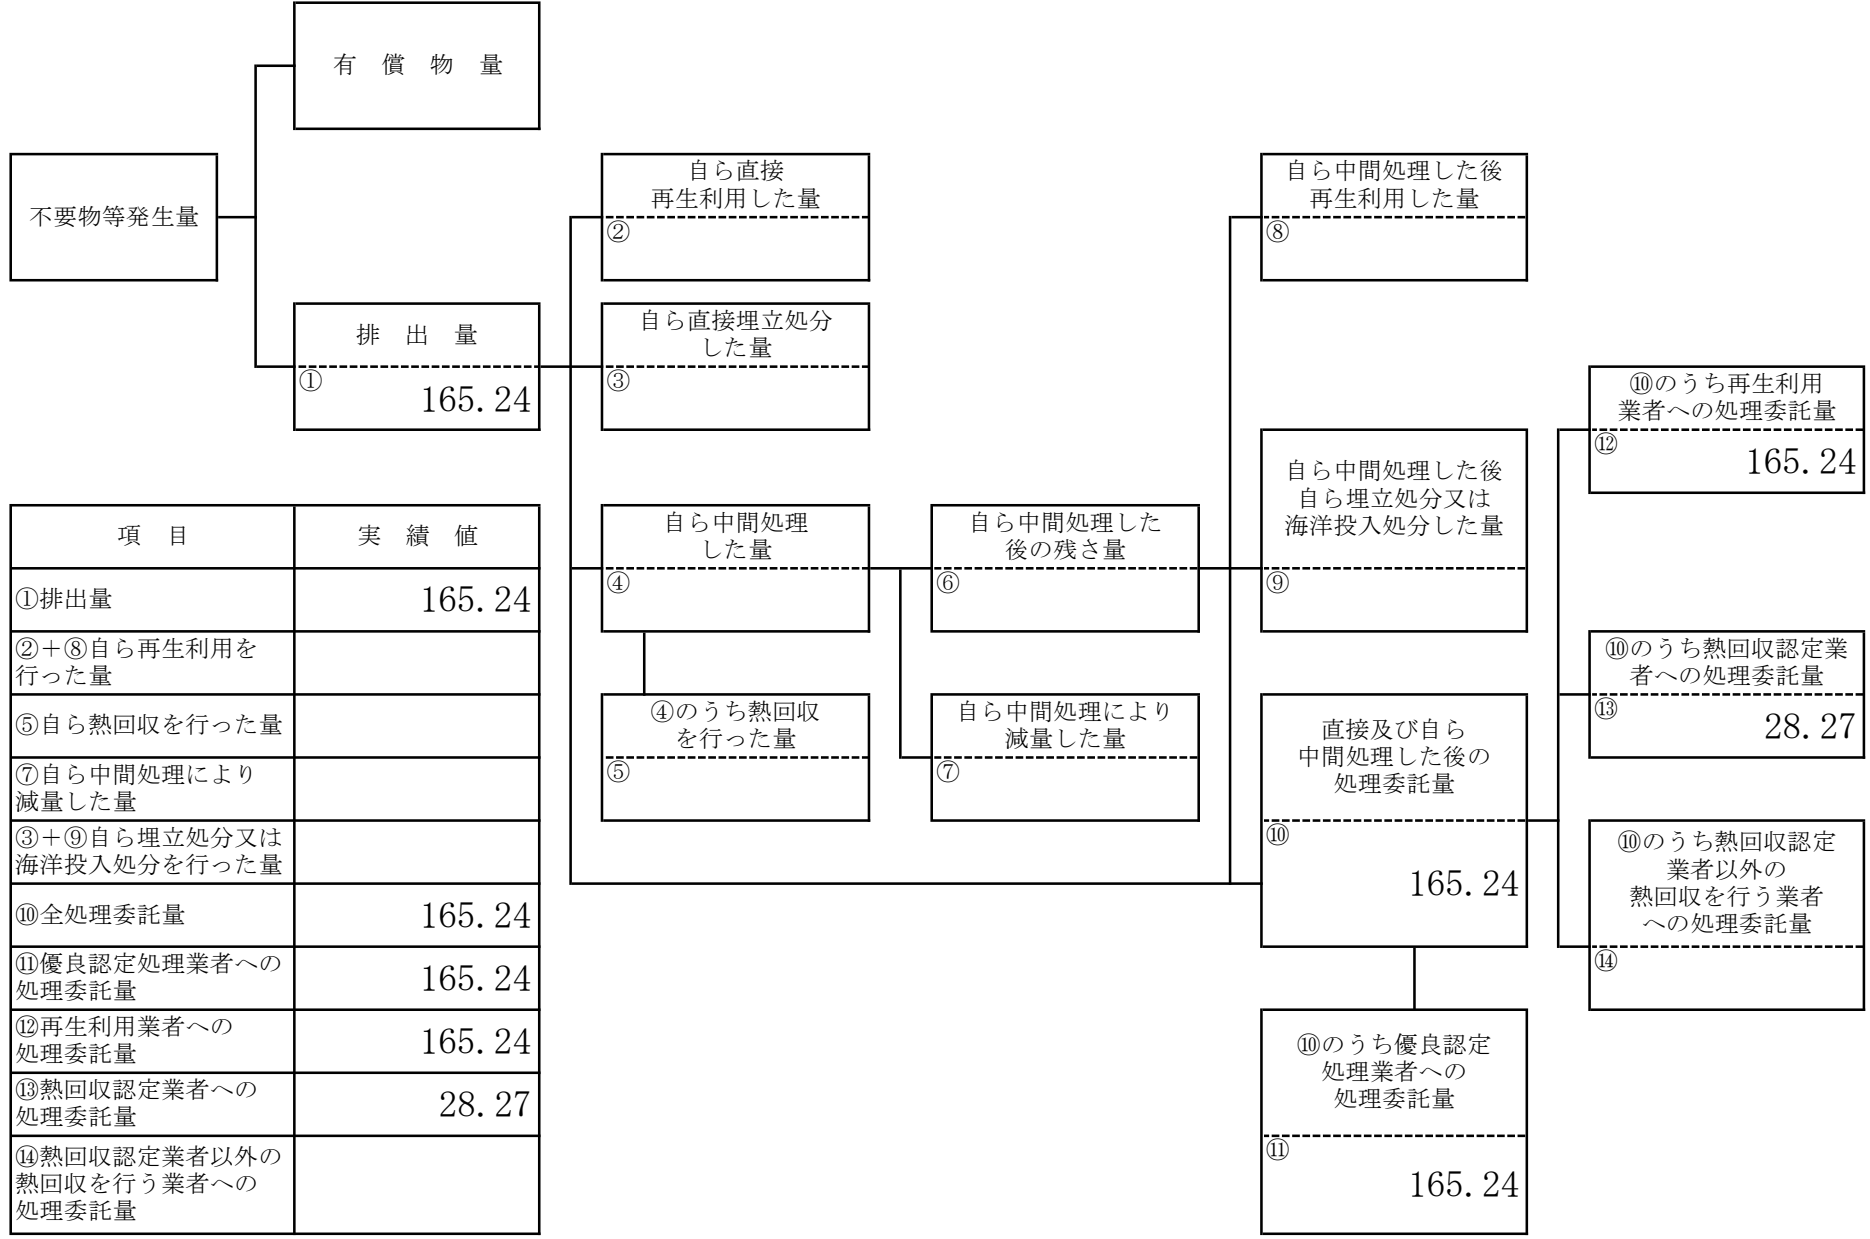 有 償 物 量
不要物等発生量
排 出 量
①
165.24
自ら直接
再生利用した量
②
自ら直接埋立処分
した量
③
自ら中間処理
した量
④
④のうち熱回収
を行った量
⑤
自ら中間処理した
後の残さ量
⑥
自ら中間処理により
減量した量
⑦
自ら中間処理した後
再生利用した量
⑧
自ら中間処理した後
自ら埋立処分又は
海洋投入処分した量
⑨
直接及び自ら
中間処理した後の
処理委託量
⑩
165.24
⑩のうち優良認定
処理業者への
処理委託量
⑪
165.24
⑩のうち再生利用
業者への処理委託量
⑫
165.24
⑩のうち熱回収認定業
者への処理委託量
⑬
28.27
⑩のうち熱回収認定
業者以外の
熱回収を行う業者
への処理委託量
⑭
項 目 実 績 値
①排出量 165.24
②＋⑧自ら再生利用を
行った量
⑤自ら熱回収を行った量
⑦自ら中間処理により
減量した量
③＋⑨自ら埋立処分又は
海洋投入処分を行った量
⑩全処理委託量 165.24
⑪優良認定処理業者への
処理委託量 165.24
⑫再生利用業者への
処理委託量 165.24
⑬熱回収認定業者への
処理委託量 28.27
⑭熱回収認定業者以外の
熱回収を行う業者への
処理委託量